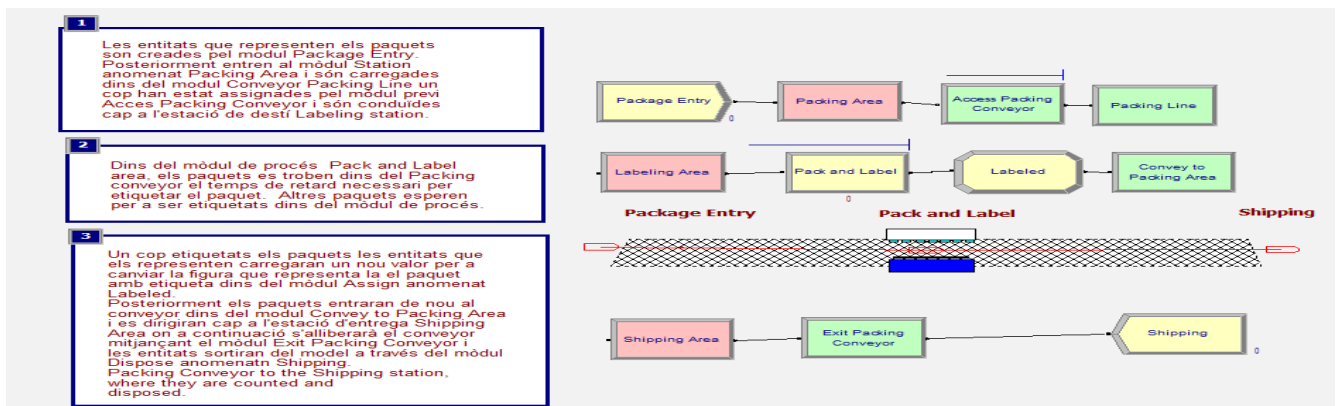 1
Les entitats que representen els paquets
son creades pel modul Package Entry.
Posteriorment entren al mòdul Station
anomenat Packing Area i són carregades
dins del modul Conveyor Packing Line un
cop han estat assignades pel mòdul previ
Acces Packing Conveyor i són conduïdes
cap a l'estació de destí Labeling station.
2
Dins del mòdul de procés Pack and Label
area, els paquets es troben dins del Packing
conveyor el temps de retard necessari per
etiquetar el paquet. Altres paquets esperen
per a ser etiquetats dins del mòdul de procés.
3
Un cop etiquetats els paquets les entitats que
els representen carregaran un nou valor per a
canviar la figura que representa la el paquet
amb etiqueta dins del mòdul Assign anomenat
Labeled.
Posteriorment els paquets entraran de nou al
conveyor dins del modul Convey to Packing Area
i es dirigiran cap a l'estació d'entrega Shipping
Area on a continuació s'alliberarà el conveyor
mitjançant el mòdul Exit Packing Conveyor i
les entitats sortiran del model a través del mòdul
Dispose anomenatn Shipping.
Packing Conveyor to the Shipping station,
where they are counted and
disposed.
Package Entry
0
Packing Area
Access Packing
Conveyor
Packing Line
Labeling Area
Pack and Label
0
Labeled
Convey to
Packing Area
Package Entry
Pack and Label
Shipping
Shipping Area
Exit Packing
Conveyor
Shipping
0